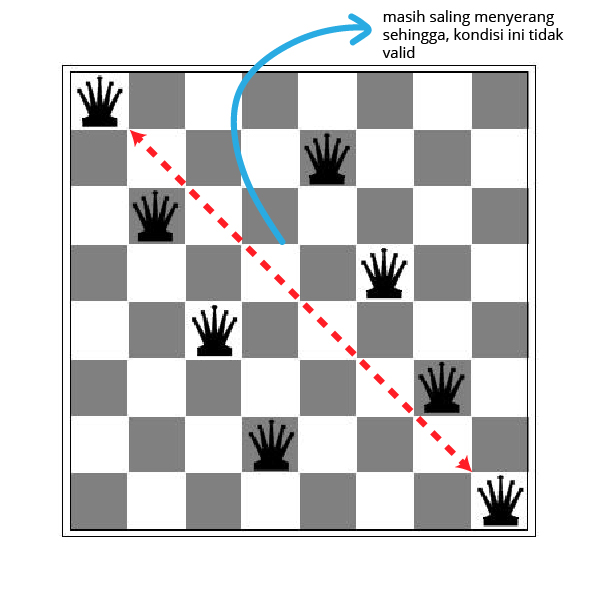 masih saling menyerang
sehingga, kondisi ini tidak
valid